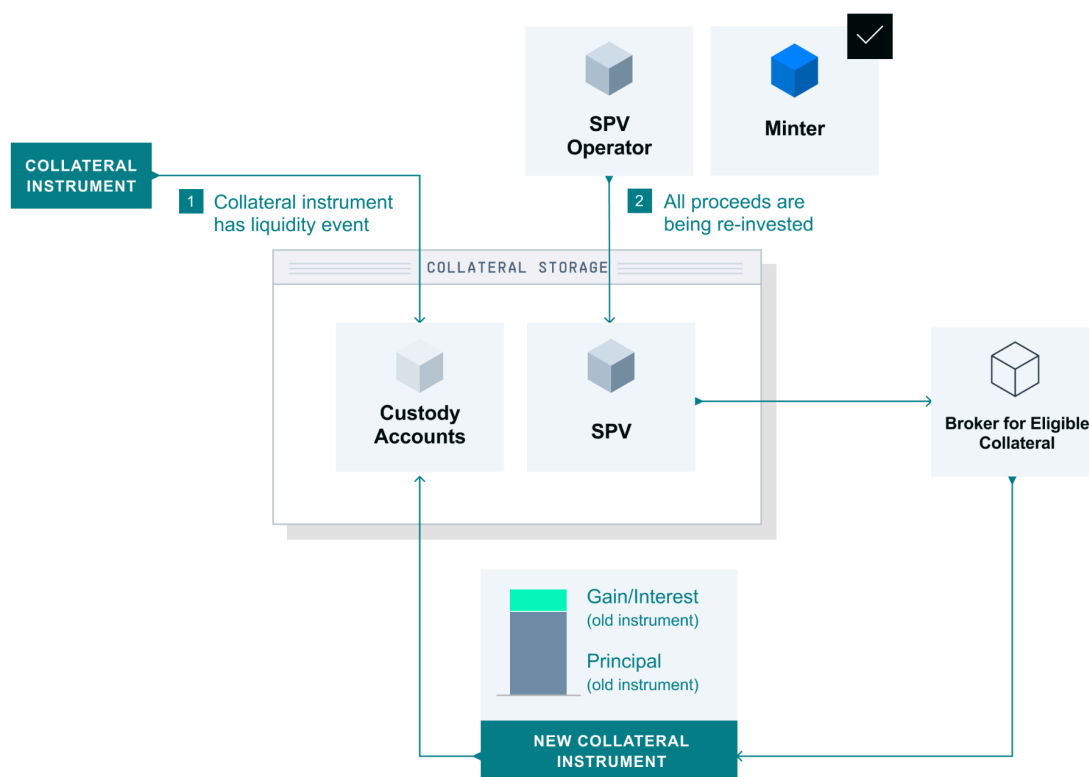 SPV
Operator
Minter
COLLATERAL
INSTRUMENT
1 Collateral instrument
has liquidity event
2 All proceeds are
being re-invested
COLLATERAL STORAGE
Custody
Accounts
SPV
Broker for Eligible
Collateral
Gain/Interest
(old instrument)
Principal
(old instrument)
NEW COLLATERAL
INSTRUMENT